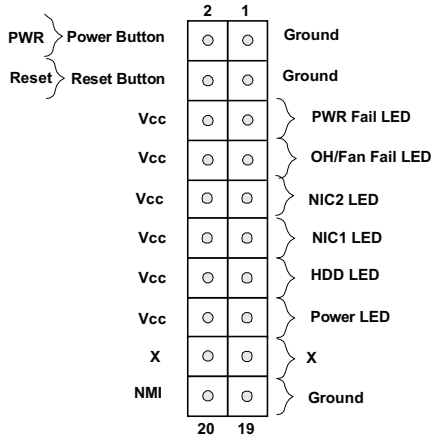 2 1
PWR Power Button Ground
Reset Reset Button Ground
Vcc PWR Fail LED
Vcc OH/Fan Fail LED
Vcc NIC2 LED
Vcc NIC1 LED
Vcc HDD LED
Vcc Power LED
X X
NMI Ground
20 19